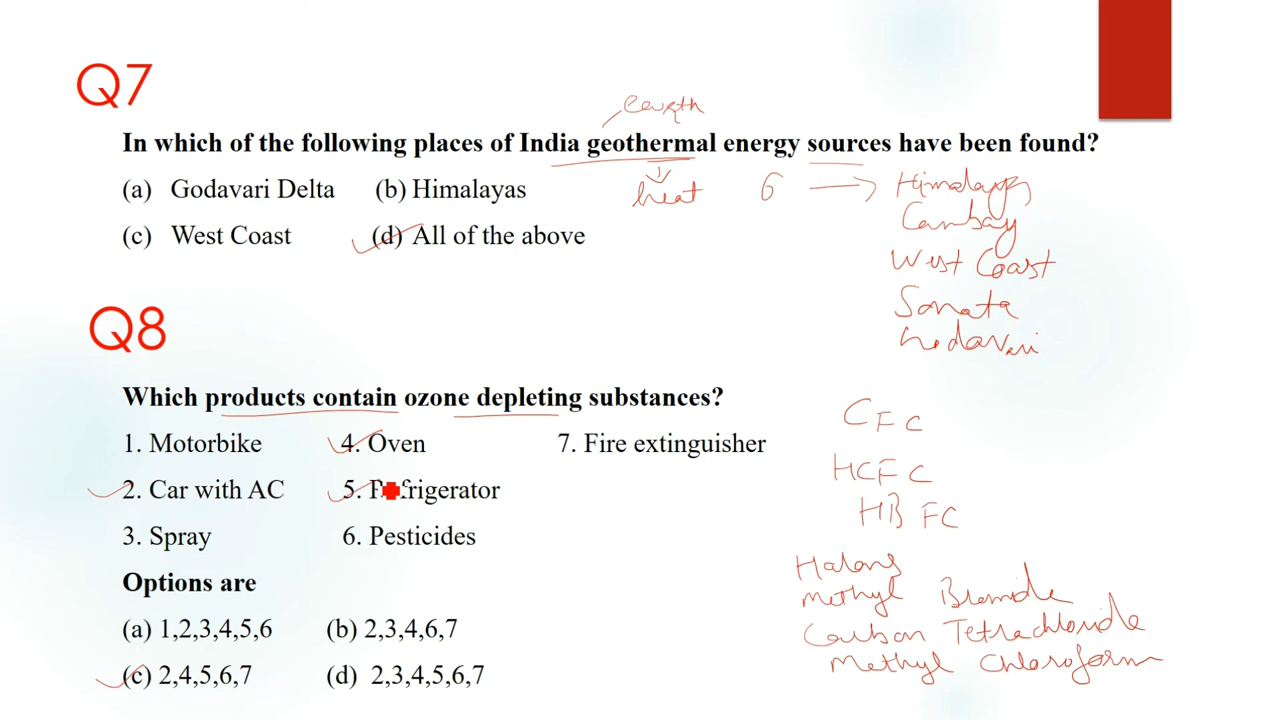 Q7
earth
In which of the following places of India geothermal energy sources have been found?
(a) Godavari Delta (b) Himalayas
heat 6 → Himalayas
Cambay
(c) West Coast (d) All of the above
West Coast
Sonata
Godavari
Q8
Which products contain ozone depleting substances?
CFC
1. Motorbike 4. Oven 7. Fire extinguisher
HCFC
2. Car with AC 5. Refrigerator
HBFC
3. Spray 6. Pesticides
Halons
Options are
Methyl Bromide
(a) 1,2,3,4,5,6 (b) 2,3,4,6,7
Carbon Tetrachloride
Methyl Chloroform
(c) 2,4,5,6,7 (d) 2,3,4,5,6,7